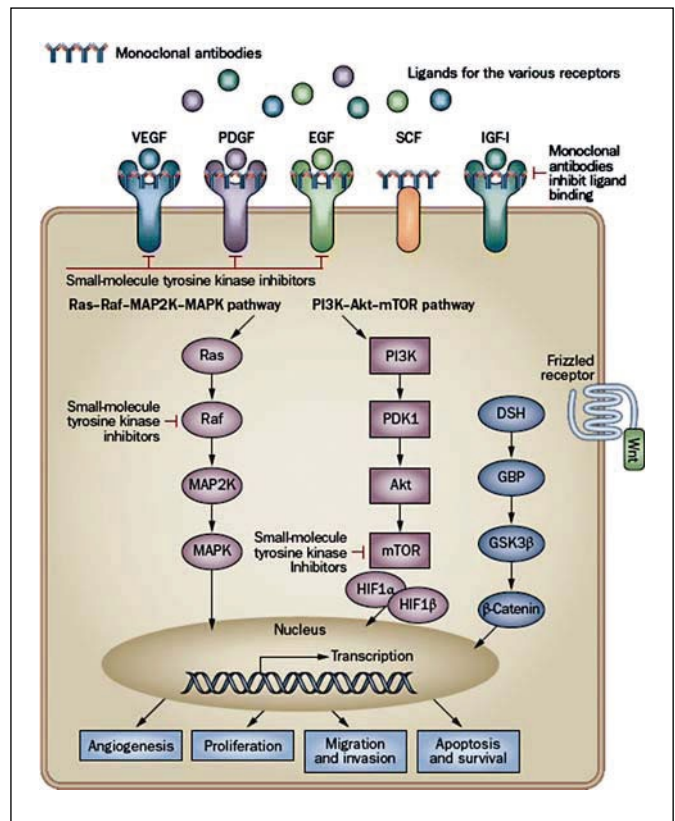 Monoclonal antibodies
Ligands for the various receptors
VEGF
PDGF
EGF
SCF
IGF-I
Monoclonal
antibodies
inhibit ligand
binding
Small-molecule tyrosine kinase inhibitors
Ras–Raf–MAP2K–MAPK pathway
PI3K–Akt–mTOR pathway
Ras
Small-molecule
tyrosine kinase
inhibitors
Raf
MAP2K
MAPK
PI3K
PDK1
Akt
Small-molecule
tyrosine kinase
Inhibitors
mTOR
HIF1α
HIF1β
Frizzled
receptor
Wnt
DSH
GBP
GSK3β
β-Catenin
Nucleus
Transcription
Angiogenesis
Proliferation
Migration
and invasion
Apoptosis
and survival